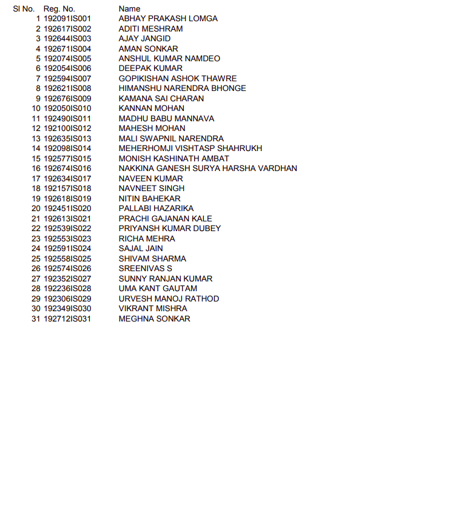 SI No. Reg. No. Name
1 192091IS001 ABHAY PRAKASH LOMGA
2 192617IS002 ADITI MESHRAM
3 192644IS003 AJAY JANGID
4 192671IS004 AMAN SONKAR
5 192074IS005 ANSHUL KUMAR NAMDEO
6 192054IS006 DEEPAK KUMAR
7 192594IS007 GOPIKISHAN ASHOK THAWRE
8 192621IS008 HIMANSHU NARENDRA BHONGE
9 192676IS009 KAMANA SAI CHARAN
10 192050IS010 KANNAN MOHAN
11 192490IS011 MADHU BABU MANNAVA
12 192100IS012 MAHESH MOHAN
13 192635IS013 MALI SWAPNIL NARENDRA
14 192098IS014 MEHERHOMJI VISHTASP SHAHRUKH
15 192577IS015 MONISH KASHINATH AMBAT
16 192674IS016 NAKKINA GANESH SURYA HARSHA VARDHAN
17 192634IS017 NAVEEN KUMAR
18 192157IS018 NAVNEET SINGH
19 192618IS019 NITIN BAHEKAR
20 192451IS020 PALLABI HAZARIKA
21 192613IS021 PRACHI GAJANAN KALE
22 192539IS022 PRIYANSH KUMAR DUBEY
23 192553IS023 RICHA MEHRA
24 192591IS024 SAJAL JAIN
25 192558IS025 SHIVAM SHARMA
26 192574IS026 SREENIVAS S
27 192352IS027 SUNNY RANJAN KUMAR
28 192236IS028 UMA KANT GAUTAM
29 192306IS029 URVESH MANOJ RATHOD
30 192349IS030 VIKRANT MISHRA
31 192712IS031 MEGHNA SONKAR